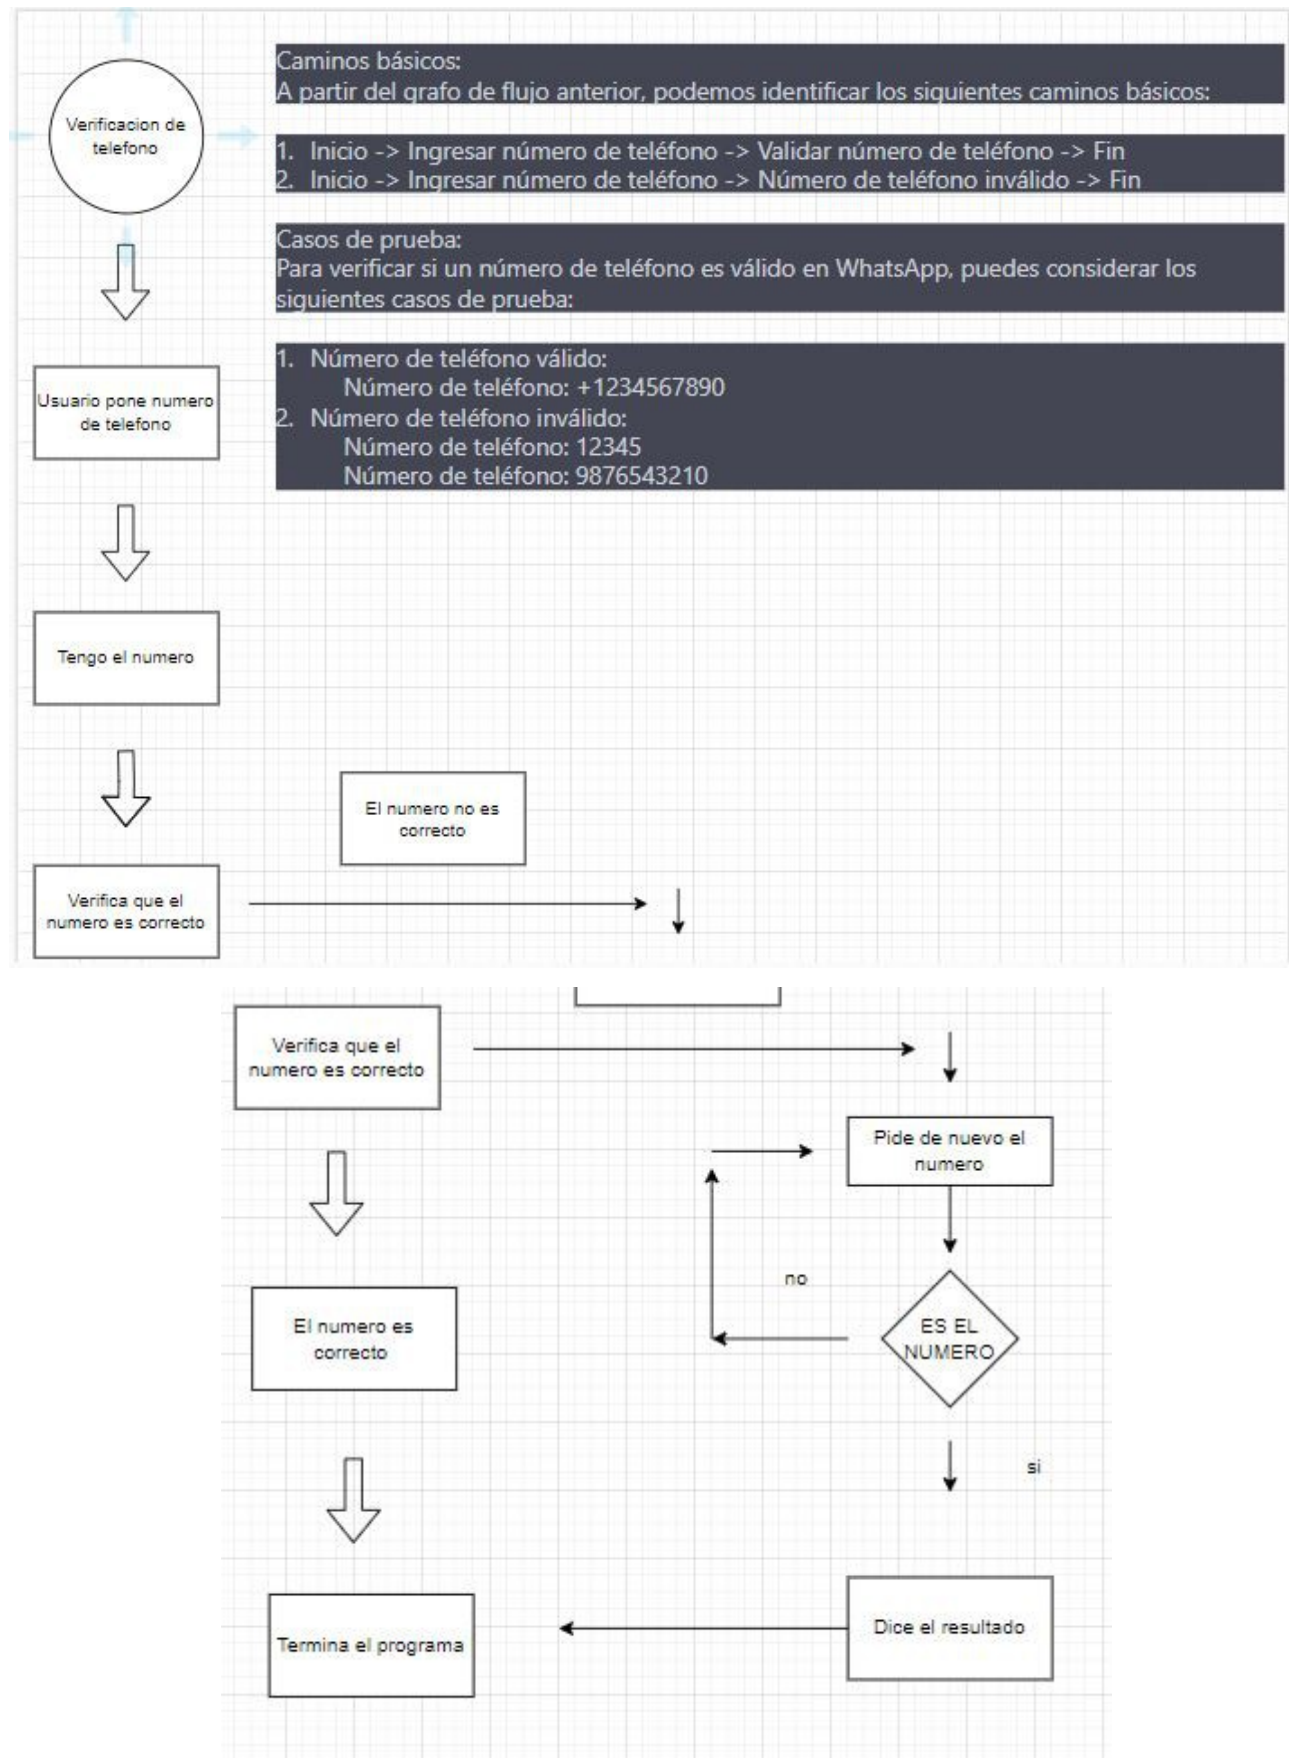 Verificacion de
telefono
Caminos básicos:
A partir del grafo de flujo anterior, podemos identificar los siguientes caminos básicos:
1. Inicio -> Ingresar número de teléfono -> Validar número de teléfono -> Fin
2. Inicio -> Ingresar número de teléfono -> Número de teléfono inválido -> Fin
Casos de prueba:
Para verificar si un número de teléfono es válido en WhatsApp, puedes considerar los
siguientes casos de prueba:
1. Número de teléfono válido:
Número de teléfono: +1234567890
2. Número de teléfono inválido:
Número de teléfono: 12345
Número de teléfono: 9876543210
Usuario pone numero
de telefono
Tengo el numero
El numero no es
correcto
Verifica que el
numero es correcto
Verifica que el
numero es correcto
Pide de nuevo el
numero
no
ES EL
NUMERO
El numero es
correcto
si
Dice el resultado
Termina el programa